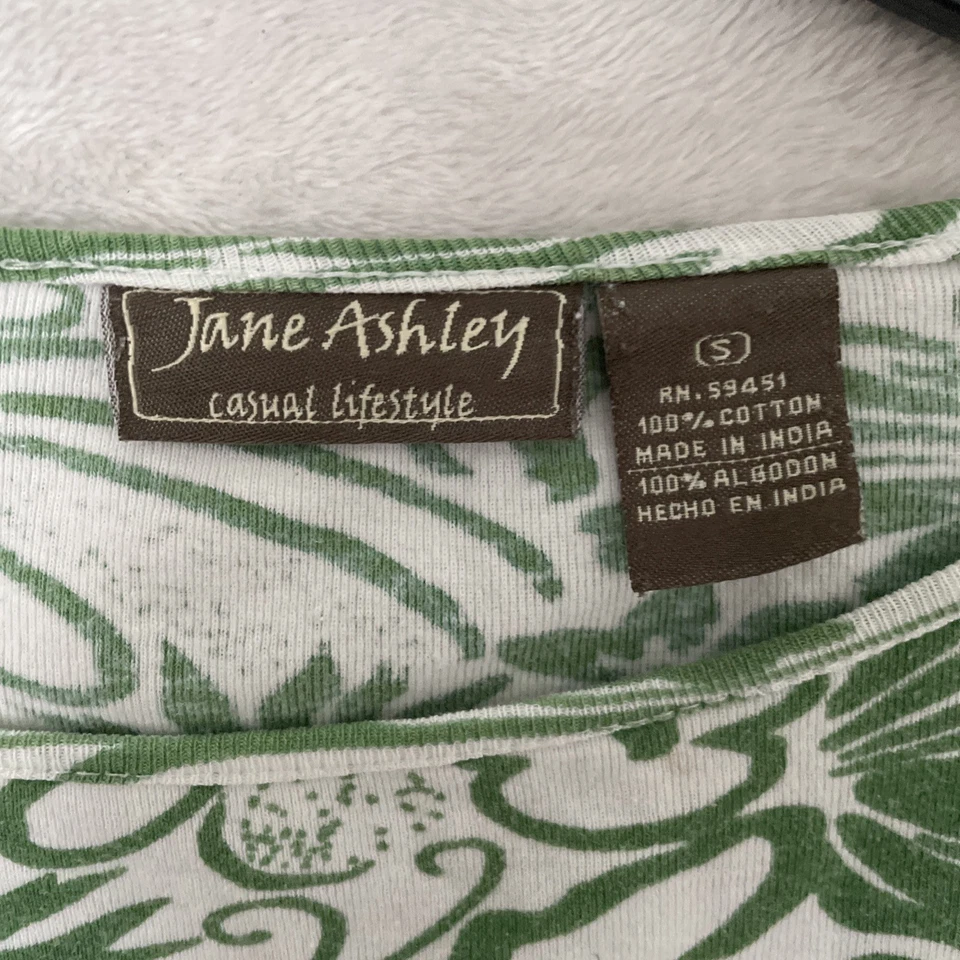 Jane Ashley
casual lifestyle
S
RN. 59451
100% COTTON
MADE IN INDIA
100% ALGODON
HECHO EN INDIA